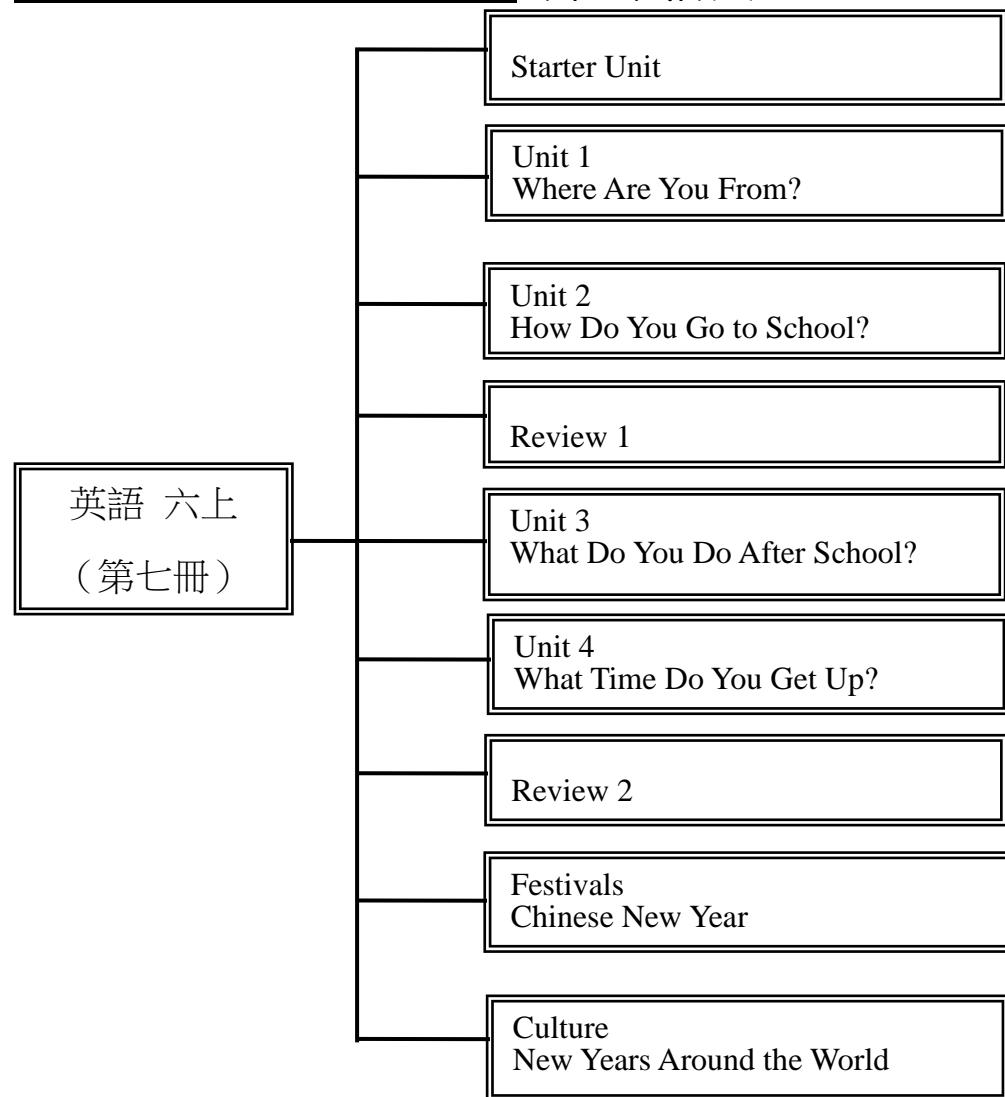 Starter Unit
Unit 1
Where Are You From?
Unit 2
How Do You Go to School?
Review 1
英語 六上
（第七冊）
Unit 3
What Do You Do After School?
Unit 4
What Time Do You Get Up?
Review 2
Festivals
Chinese New Year
Culture
New Years Around the World